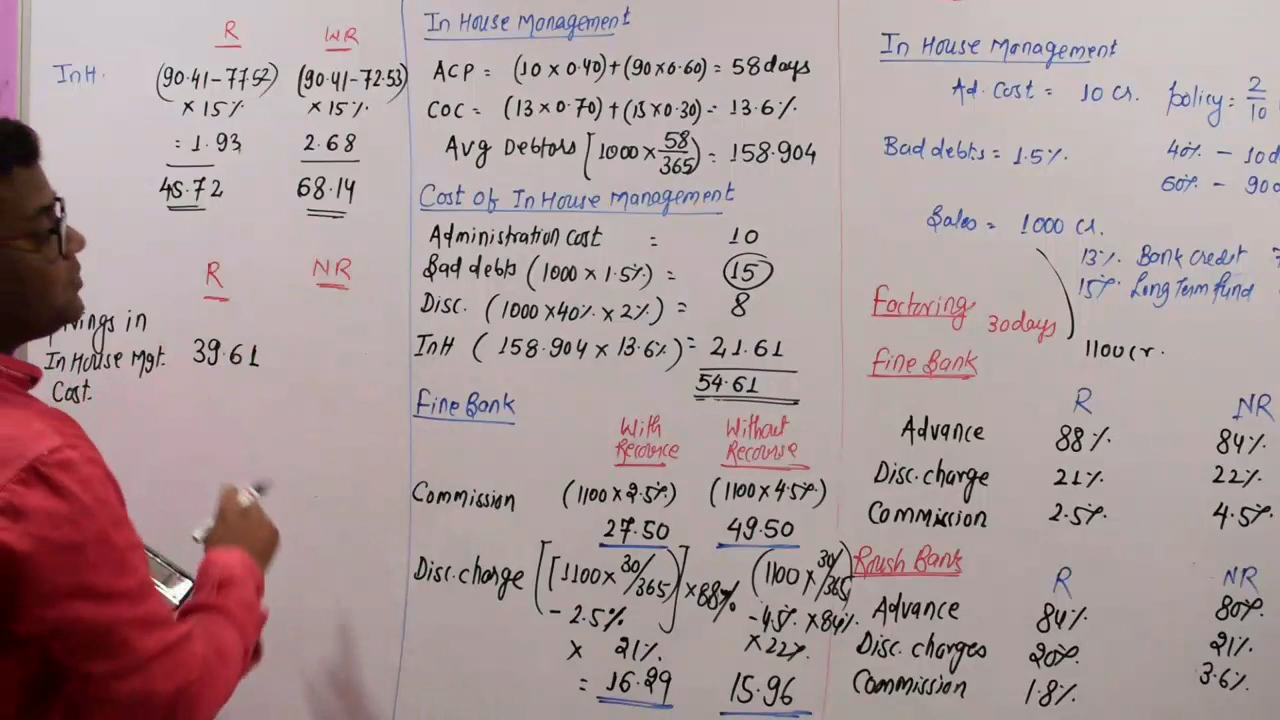 R WR
InH. (90.41-77.52) (90.41-72.53)
× 15% × 15%.
= 1.93 2.68
45.72 68.14
R NR
in
In House Mgt. 39.61
Cost.
In House Management
ACP = (10 × 0.40)+(90×0.60) = 58 days
COC = (13 × 0.70) + (15 × 0.30) = 13.6%
Avg Debtors [1000 × 58/365] = 158.904
Cost of In House Management
Administration Cost = 10
Bad debts (1000 × 1.5%) = 15
Disc. (1000×40% × 2%) = 8
InH (158.904 × 13.6%) = 21.61
54.61
Fine Bank
With Recource Without Recourse
Commission (1100×2.5%) (1100×4.5%)
27.50 49.50
Disc. charge [[1100×30/365 - 2.5%] ×88% (1100×30/365)
-4.5% ×84%.
× 21% ×22%.
= 16.29 15.96
In House Management
Ad. Cost = 10 Cr. policy = 2/10
Bad debts = 1.5%. 40% - 10d
60% - 90d
Sales = 1000 Cr.
13%. Bank credit
15% Long Term fund
Factoring 30days
1100 cr.
Fine Bank
R NR
Advance 88% 84%
Disc. charge 21% 22%.
Commission 2.5%. 4.5%
Roush Bank
R NR
Advance 84% 80%.
Disc. charges 20% 21%
Commission 1.8%. 3.6%.